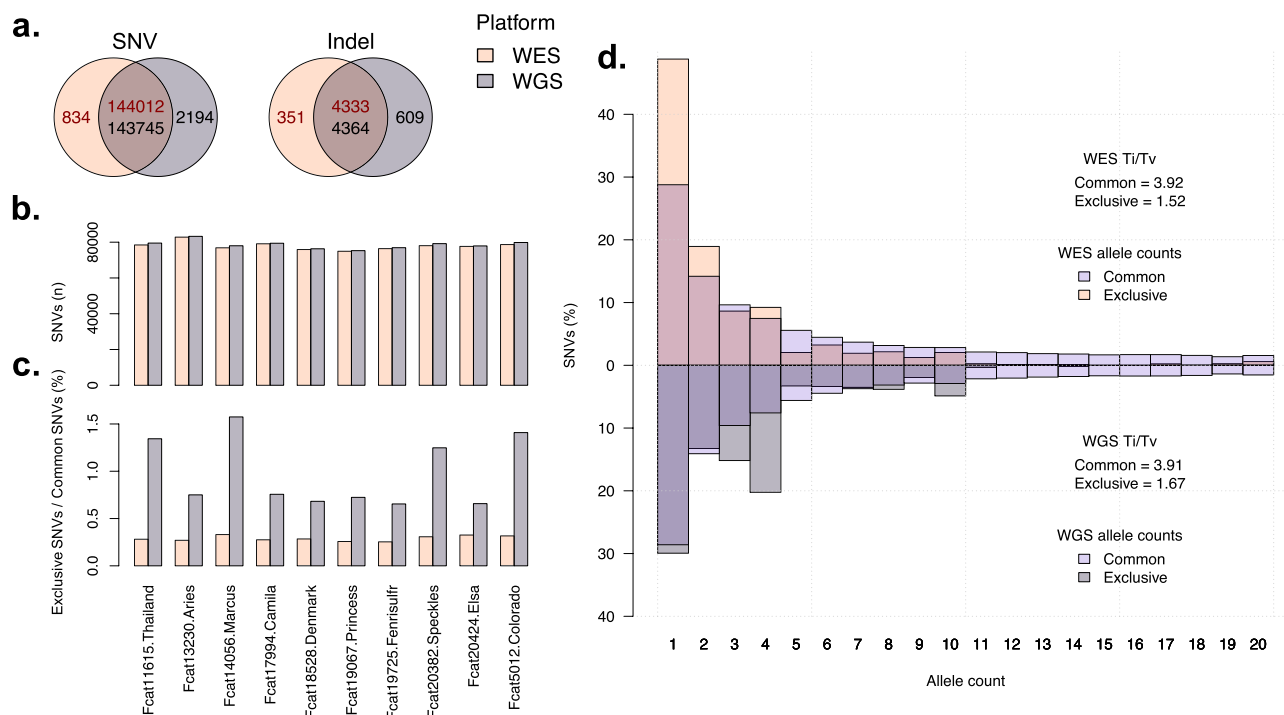 a.
SNV
Indel
Platform
WES
WGS
834
144012
143745
2194
351
4333
4364
609
b.
SNVs (n)
80000
40000
0
c.
Exclusive SNVs / Common SNVs (%)
1.5
1.0
0.5
0.0
Fcat11615.Thailand
Fcat13230.Aries
Fcat14056.Marcus
Fcat17994.Camila
Fcat18528.Denmark
Fcat19067.Princess
Fcat19725.Fenrisulfr
Fcat20382.Speckles
Fcat20424.Elsa
Fcat5012.Colorado
d.
SNVs (%)
40
30
20
10
0
10
20
30
40
WES Ti/Tv
Common = 3.92
Exclusive = 1.52
WES allele counts
Common
Exclusive
WGS Ti/Tv
Common = 3.91
Exclusive = 1.67
WGS allele counts
Common
Exclusive
1 2 3 4 5 6 7 8 9 10 11 12 13 14 15 16 17 18 19 20
Allele count